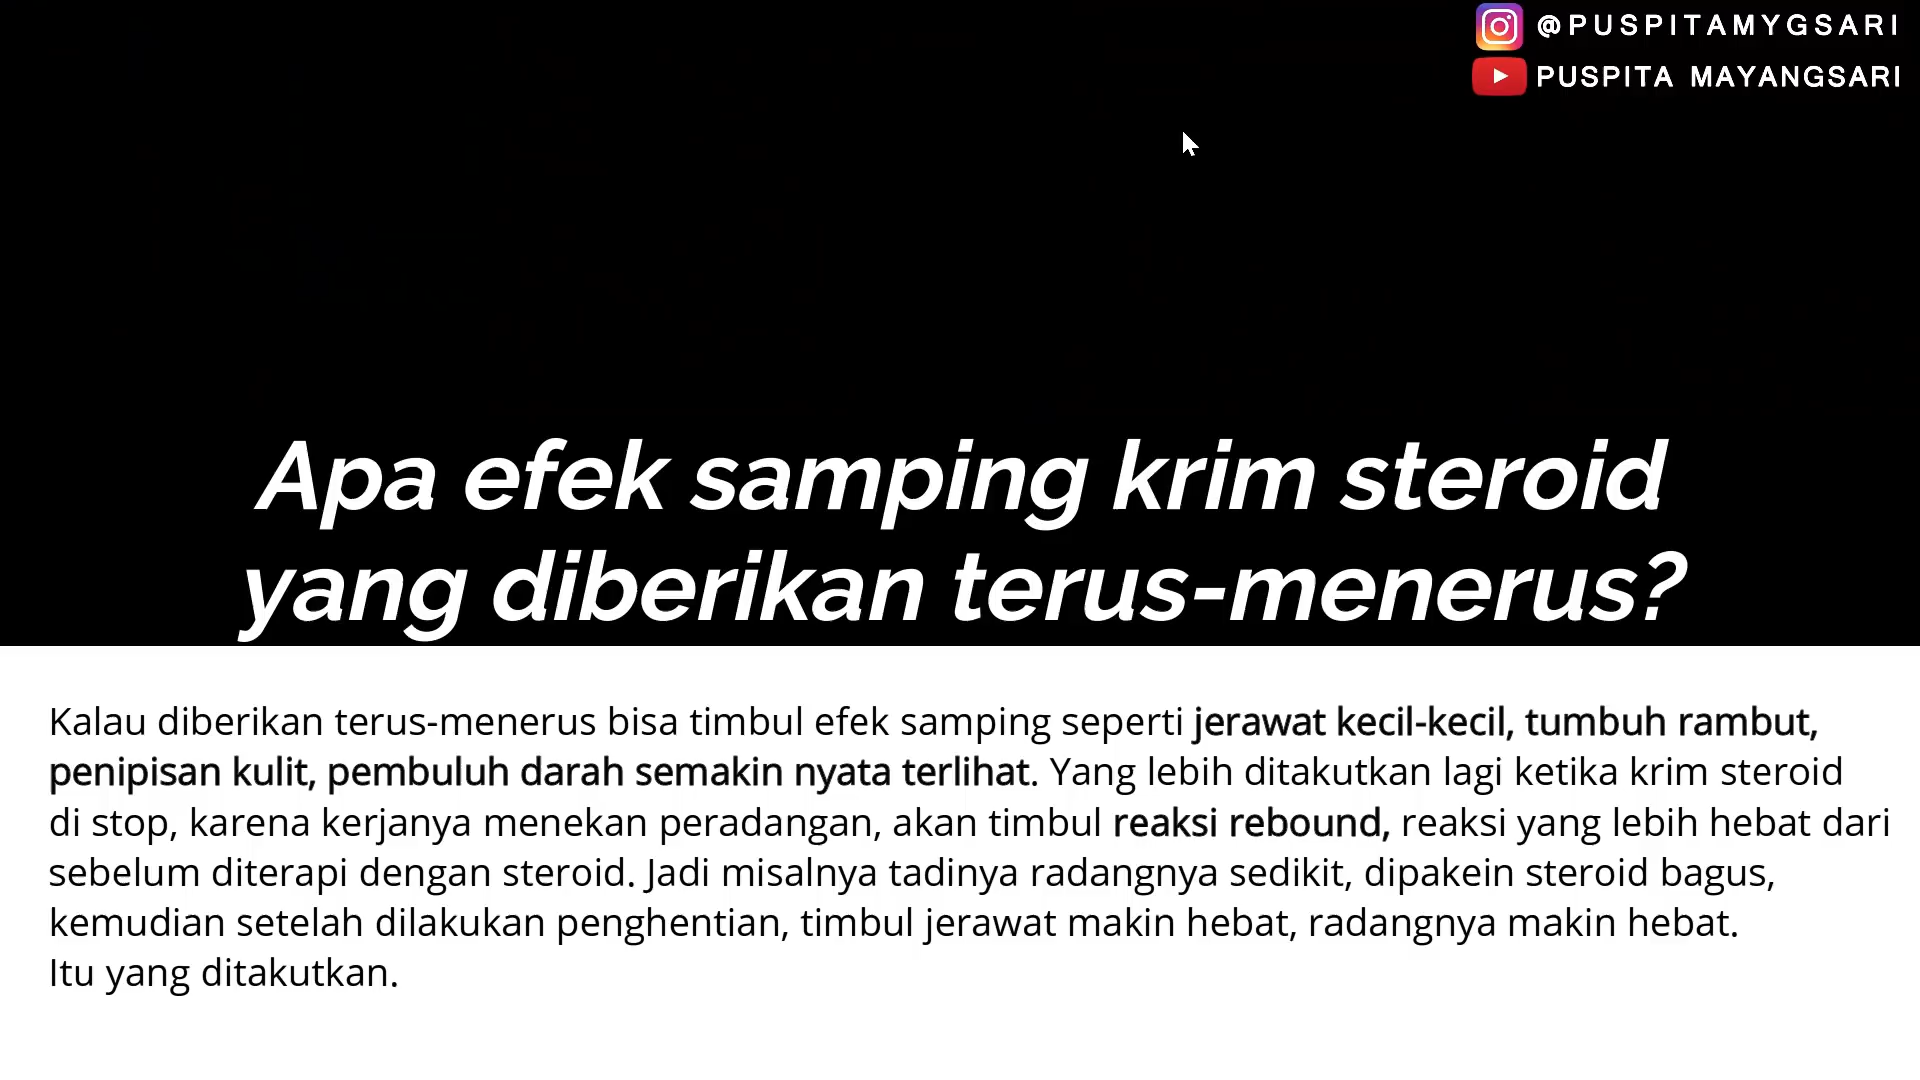 @PUSPITAMYGSARI
PUSPITA MAYANGSARI
Apa efek samping krim steroid
yang diberikan terus-menerus?
Kalau diberikan terus-menerus bisa timbul efek samping seperti jerawat kecil-kecil, tumbuh rambut,
penipisan kulit, pembuluh darah semakin nyata terlihat. Yang lebih ditakutkan lagi ketika krim steroid
di stop, karena kerjanya menekan peradangan, akan timbul reaksi rebound, reaksi yang lebih hebat dari
sebelum diterapi dengan steroid. Jadi misalnya tadinya radangnya sedikit, dipakein steroid bagus,
kemudian setelah dilakukan penghentian, timbul jerawat makin hebat, radangnya makin hebat.
Itu yang ditakutkan.